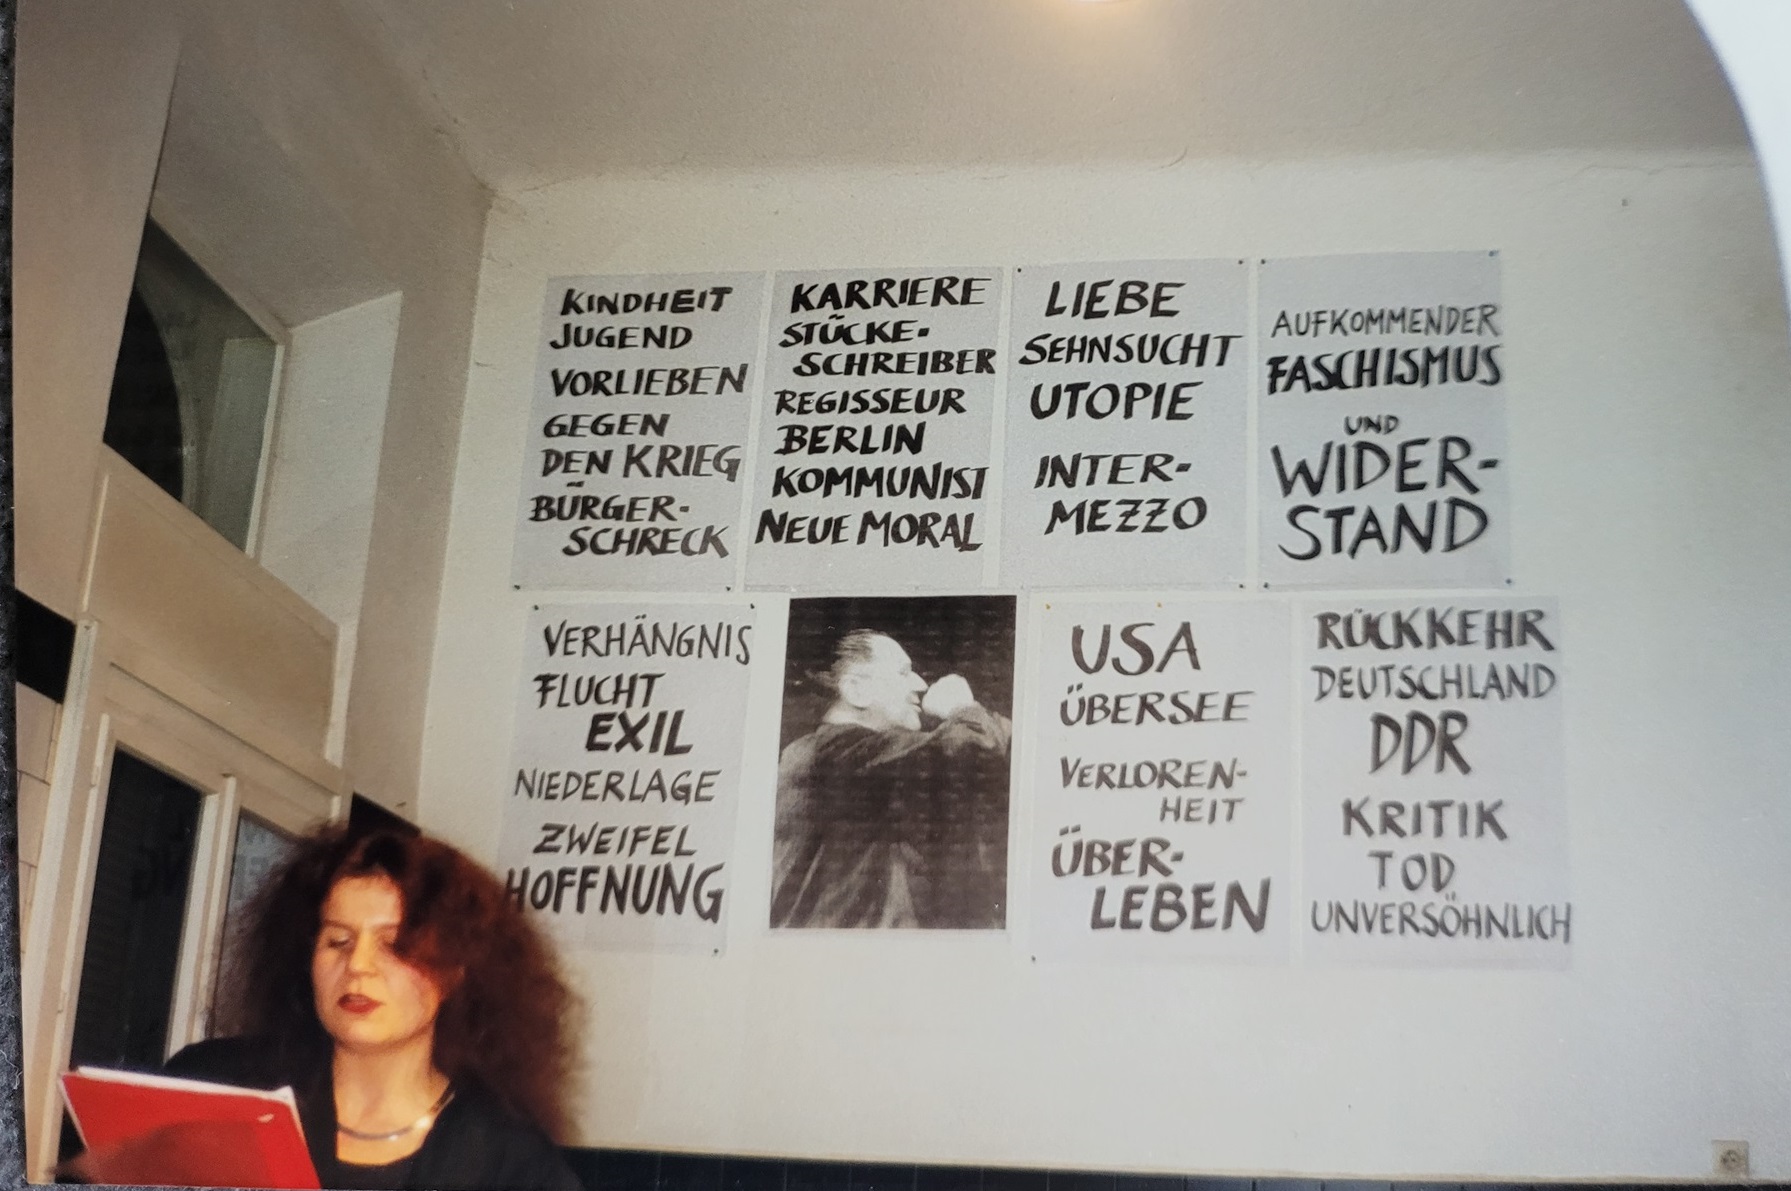 KINDHEIT
JUGEND
VORLIEBEN
GEGEN
DEN KRIEG
BÜRGER-
SCHRECK
KARRIERE
STÜCKE-
SCHREIBER
REGISSEUR
BERLIN
KOMMUNIST
NEUE MORAL
LIEBE
SEHNSUCHT
UTOPIE
INTER-
MEZZO
AUFKOMMENDER
FASCHISMUS
UND
WIDER-
STAND
VERHÄNGNIS
FLUCHT
EXIL
NIEDERLAGE
ZWEIFEL
HOFFNUNG
USA
ÜBERSEE
VERLOREN-
HEIT
ÜBER-
LEBEN
RÜCKKEHR
DEUTSCHLAND
DDR
KRITIK
TOD
UNVERSÖHNLICH